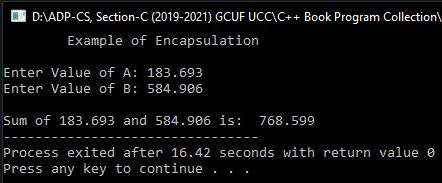 D:\ADP-CS, Section-C (2019-2021) GCUF UCC\C++ Book Program Collection\
Example of Encapsulation
Enter Value of A: 183.693
Enter Value of B: 584.906
Sum of 183.693 and 584.906 is:  768.599
--------------------------------
Process exited after 16.42 seconds with return value 0
Press any key to continue . . .